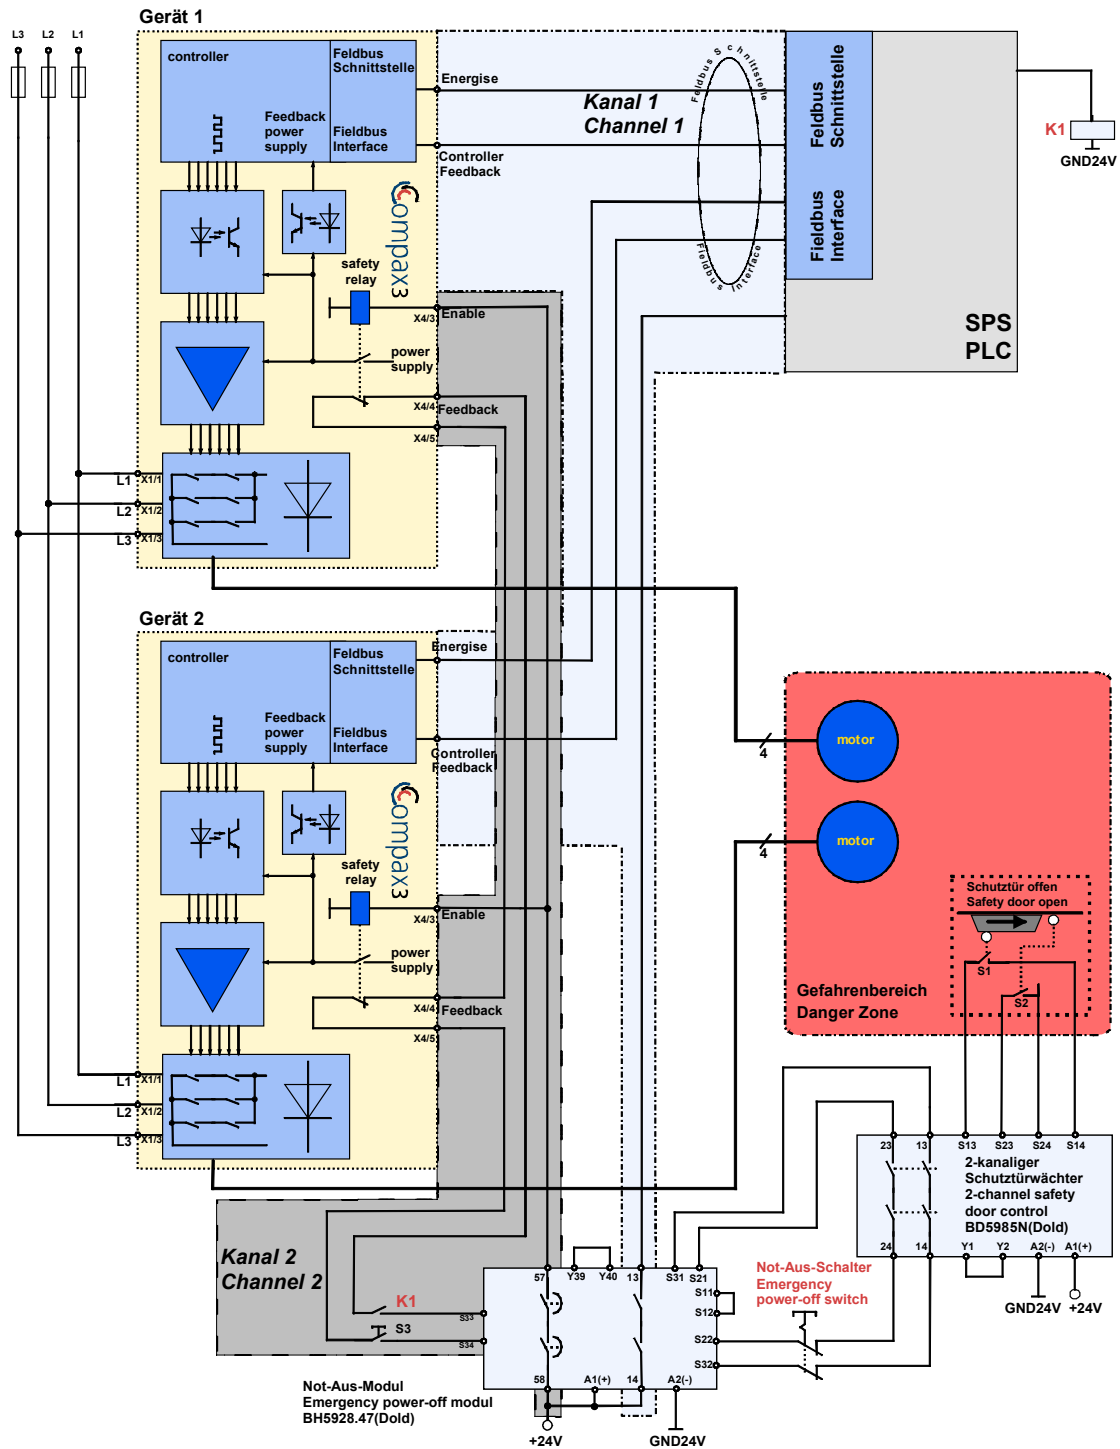 Gerät 1
L3 L2 L1
controller
Feldbus
Schnittstelle
Feedback
power
supply
Fieldbus
Interface
Energise
Controller
Feedback
Kanal 1
Channel 1
Feldbus Schnittstelle
Fieldbus Interface
Feldbus
Schnittstelle
Fieldbus
Interface
SPS
PLC
K1
GND24V
Compax3
safety
relay
X4/3
Enable
power
supply
X4/4
Feedback
X4/5
L1 X1/1
L2 X1/2
L3 X1/3
Gerät 2
controller
Feldbus
Schnittstelle
Feedback
power
supply
Fieldbus
Interface
Energise
Controller
Feedback
Compax3
safety
relay
X4/3
Enable
power
supply
X4/4
Feedback
X4/5
L1 X1/1
L2 X1/2
L3 X1/3
motor
4
motor
4
Schutztür offen
Safety door open
S1
S2
Gefahrenbereich
Danger Zone
23 13 S13 S23 S24 S14
2-kanaliger
Schutztürwächter
2-channel safety
door control
BD5985N(Dold)
24 14 Y1 Y2 A2(-) A1(+)
GND24V
+24V
Kanal 2
Channel 2
K1
S3
57 Y39 Y40 13 S31 S21
S11
S12
S33
S34
S22
S32
58 A1(+) 14 A2(-)
+24V
GND24V
Not-Aus-Schalter
Emergency
power-off switch
Not-Aus-Modul
Emergency power-off modul
BH5928.47(Dold)